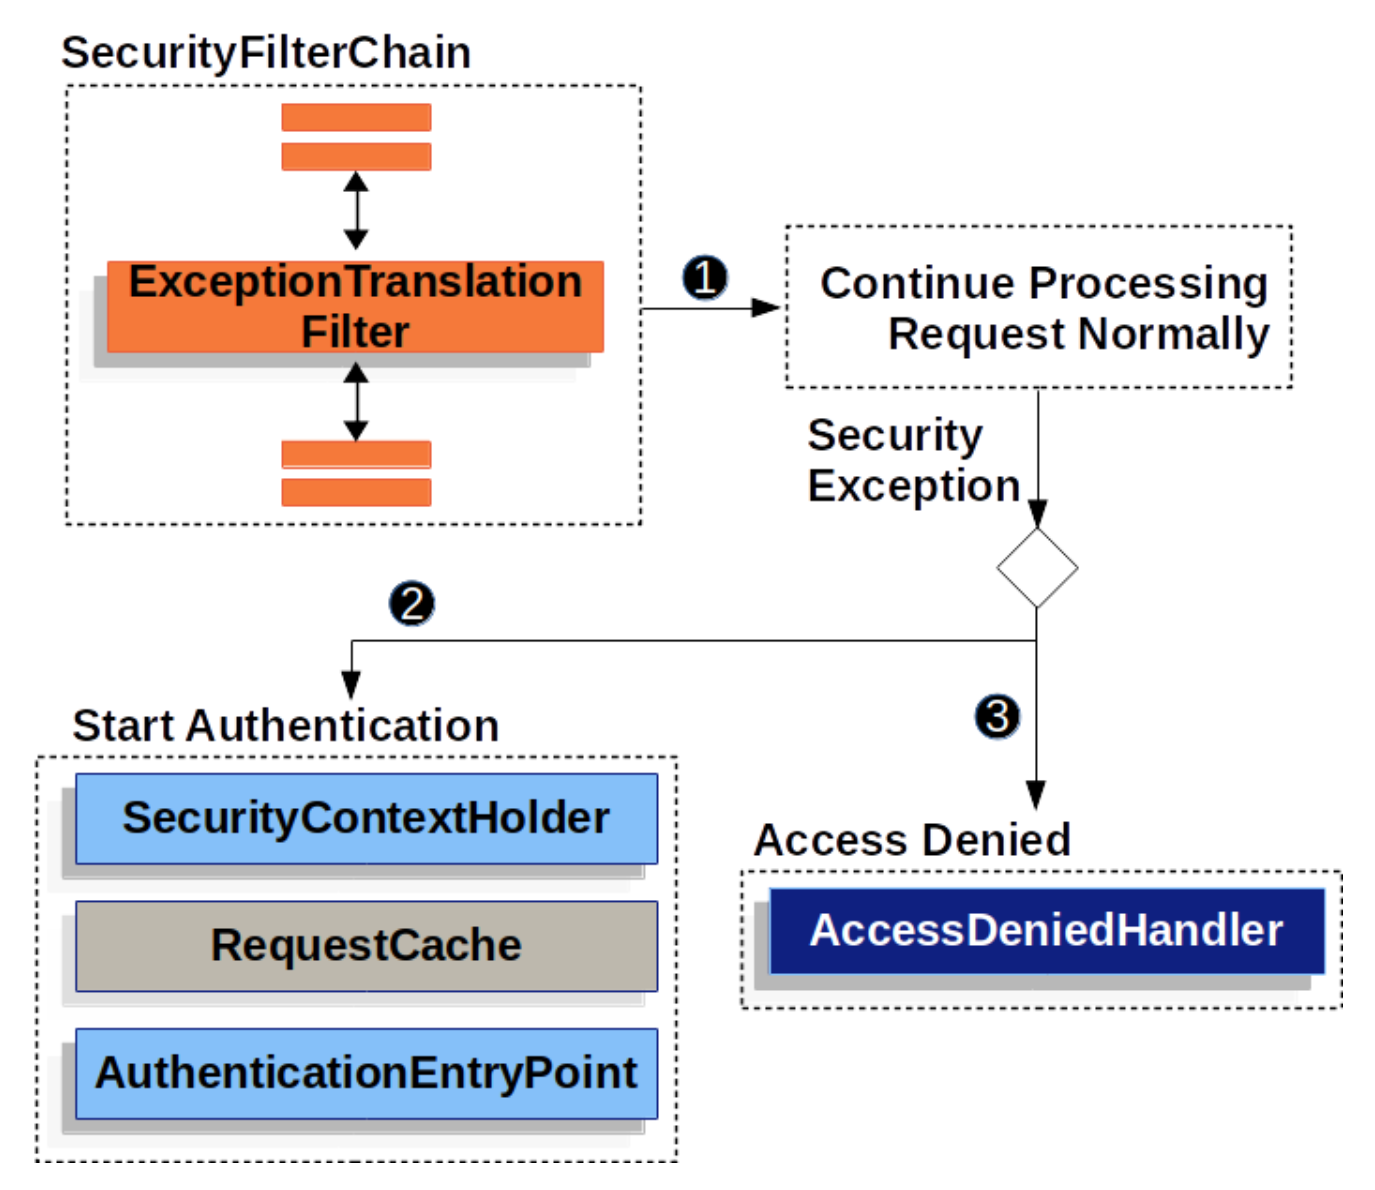 SecurityFilterChain
ExceptionTranslation
Filter
1
Continue Processing
Request Normally
Security
Exception
2
3
Start Authentication
SecurityContextHolder
RequestCache
AuthenticationEntryPoint
Access Denied
AccessDeniedHandler